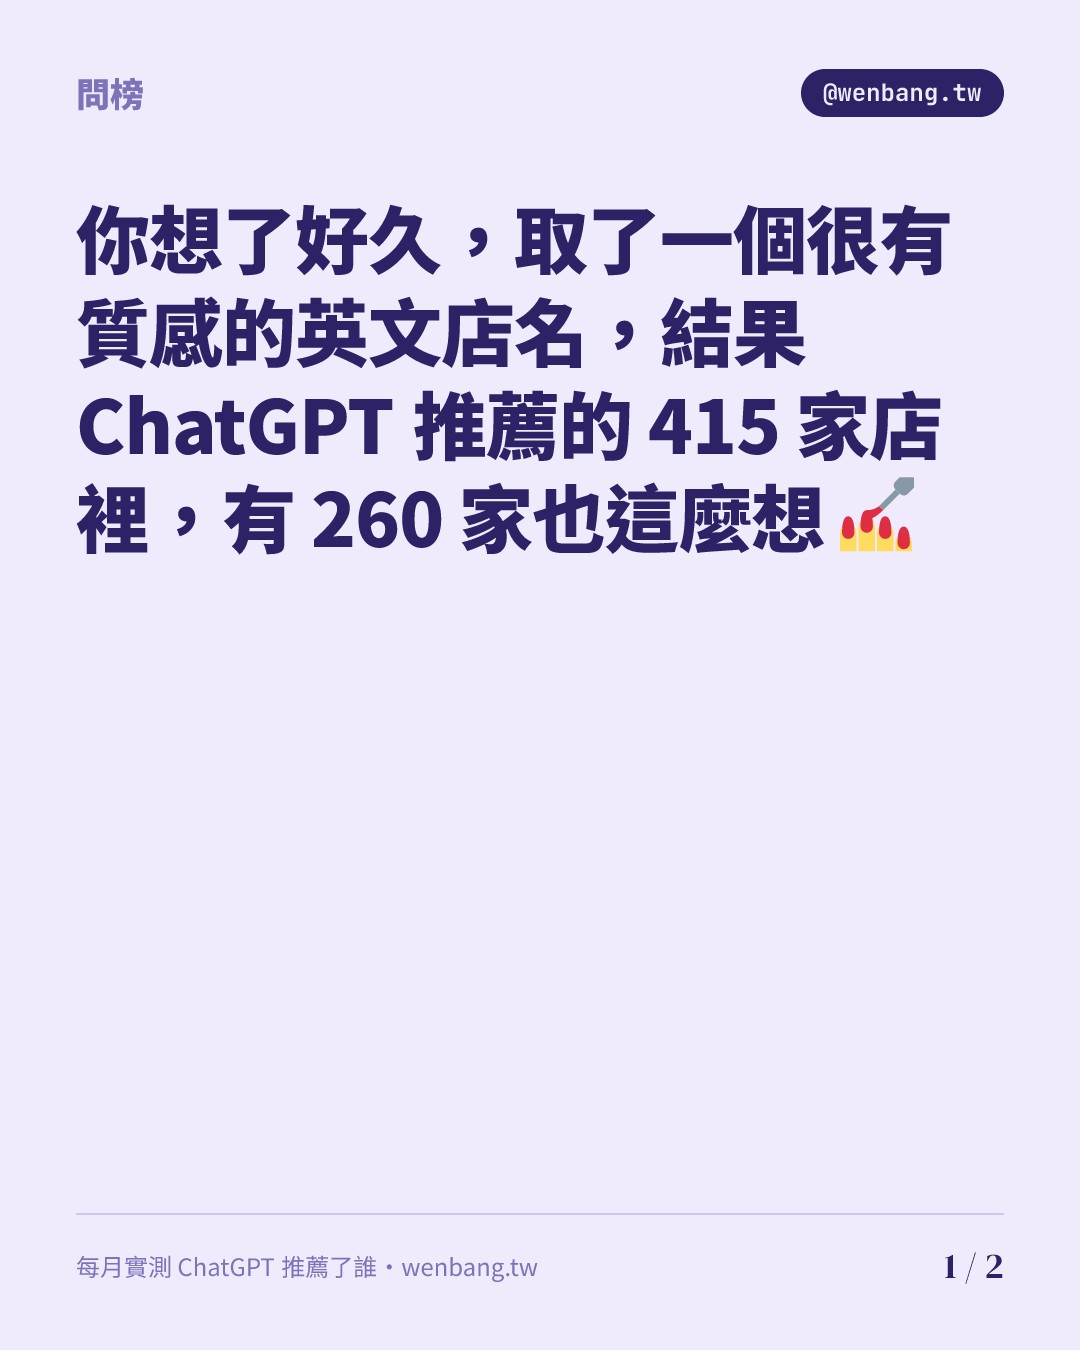 問榜
@wenbang.tw
你想了好久，取了一個很有
質感的英文店名，結果
ChatGPT 推薦的 415 家店
裡，有 260 家也這麼想 💅
每月實測 ChatGPT 推薦了誰・wenbang.tw
1 / 2